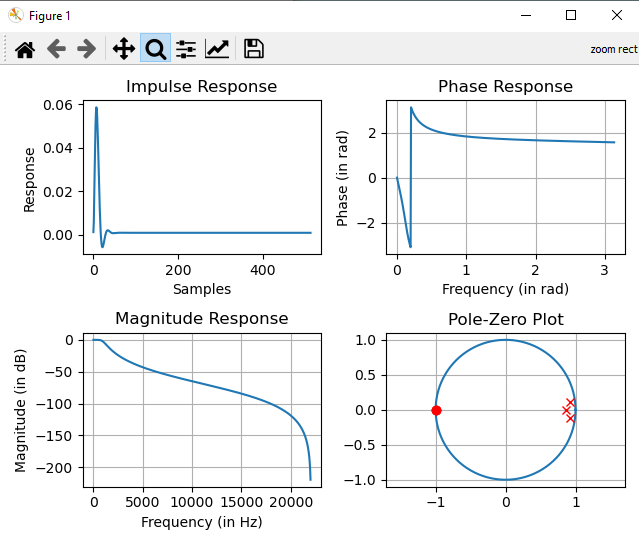 Figure 1
zoom rect
Impulse Response
0.06
0.04
0.02
0.00
Response
0
200
400
Samples
Phase Response
2
0
−2
Phase (in rad)
0
1
2
3
Frequency (in rad)
Magnitude Response
0
−50
−100
−150
−200
Magnitude (in dB)
0
5000
10000
15000
20000
Frequency (in Hz)
Pole-Zero Plot
1.0
0.5
0.0
−0.5
−1.0
−1
0
1